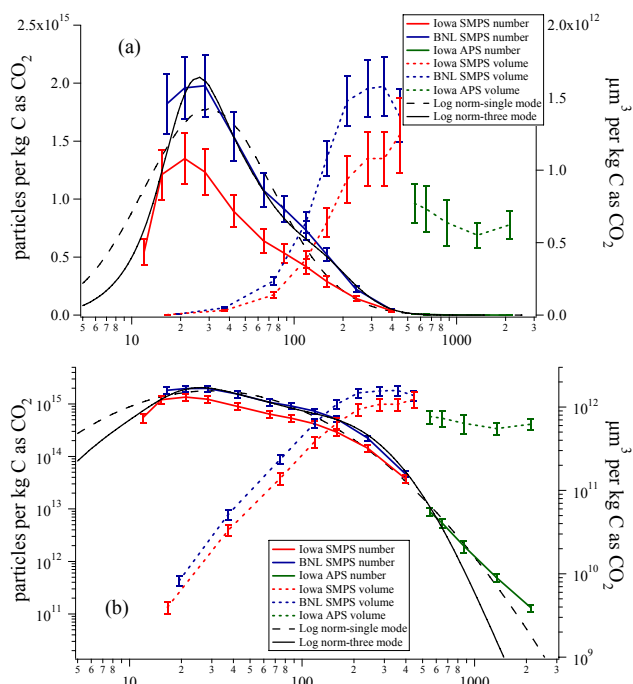 2.5x10^15
2.0
1.5
1.0
0.5
0.0
particles per kg C as CO2
(a)
Iowa SMPS number
BNL SMPS number
Iowa APS number
Iowa SMPS volume
BNL SMPS volume
Iowa APS volume
Log norm-single mode
Log norm-three mode
2.0x10^12
1.5
1.0
0.5
0.0
μm^3 per kg C as CO2
5 6 7 8 10 2 3 4 5 6 7 8 100 2 3 4 5 6 7 8 1000 2 3
10^15
10^14
10^13
10^12
10^11
particles per kg C as CO2
(b)
Iowa SMPS number
BNL SMPS number
Iowa APS number
Iowa SMPS volume
BNL SMPS volume
Iowa APS volume
Log norm-single mode
Log norm-three mode
10^12
10^11
10^10
10^9
μm^3 per kg C as CO2
5 6 7 8 10 2 3 4 5 6 7 8 100 2 3 4 5 6 7 8 1000 2 3